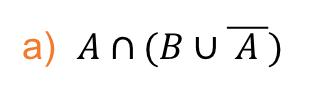 a) A ∩ (B ∪ A̅)